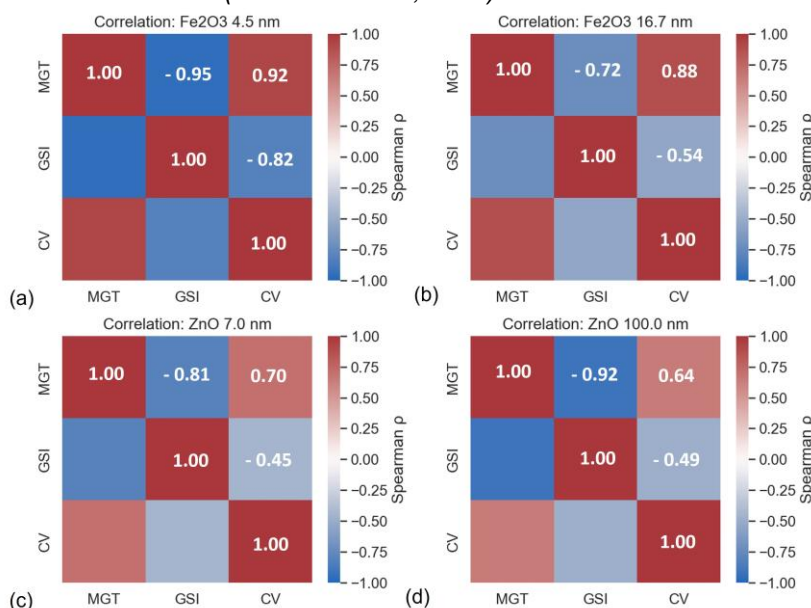 Correlation: Fe2O3 4.5 nm
MGT
GSI
CV
1.00
- 0.95
0.92
1.00
- 0.82
1.00
MGT
GSI
CV
1.00
0.75
0.50
0.25
0.00
−0.25
−0.50
−0.75
−1.00
Spearman ρ
(a)
Correlation: Fe2O3 16.7 nm
MGT
GSI
CV
1.00
- 0.72
0.88
1.00
- 0.54
1.00
MGT
GSI
CV
1.00
0.75
0.50
0.25
0.00
−0.25
−0.50
−0.75
−1.00
Spearman ρ
(b)
Correlation: ZnO 7.0 nm
MGT
GSI
CV
1.00
- 0.81
0.70
1.00
- 0.45
1.00
MGT
GSI
CV
1.00
0.75
0.50
0.25
0.00
−0.25
−0.50
−0.75
−1.00
Spearman ρ
(c)
Correlation: ZnO 100.0 nm
MGT
GSI
CV
1.00
- 0.92
0.64
1.00
- 0.49
1.00
MGT
GSI
CV
1.00
0.75
0.50
0.25
0.00
−0.25
−0.50
−0.75
−1.00
Spearman ρ
(d)